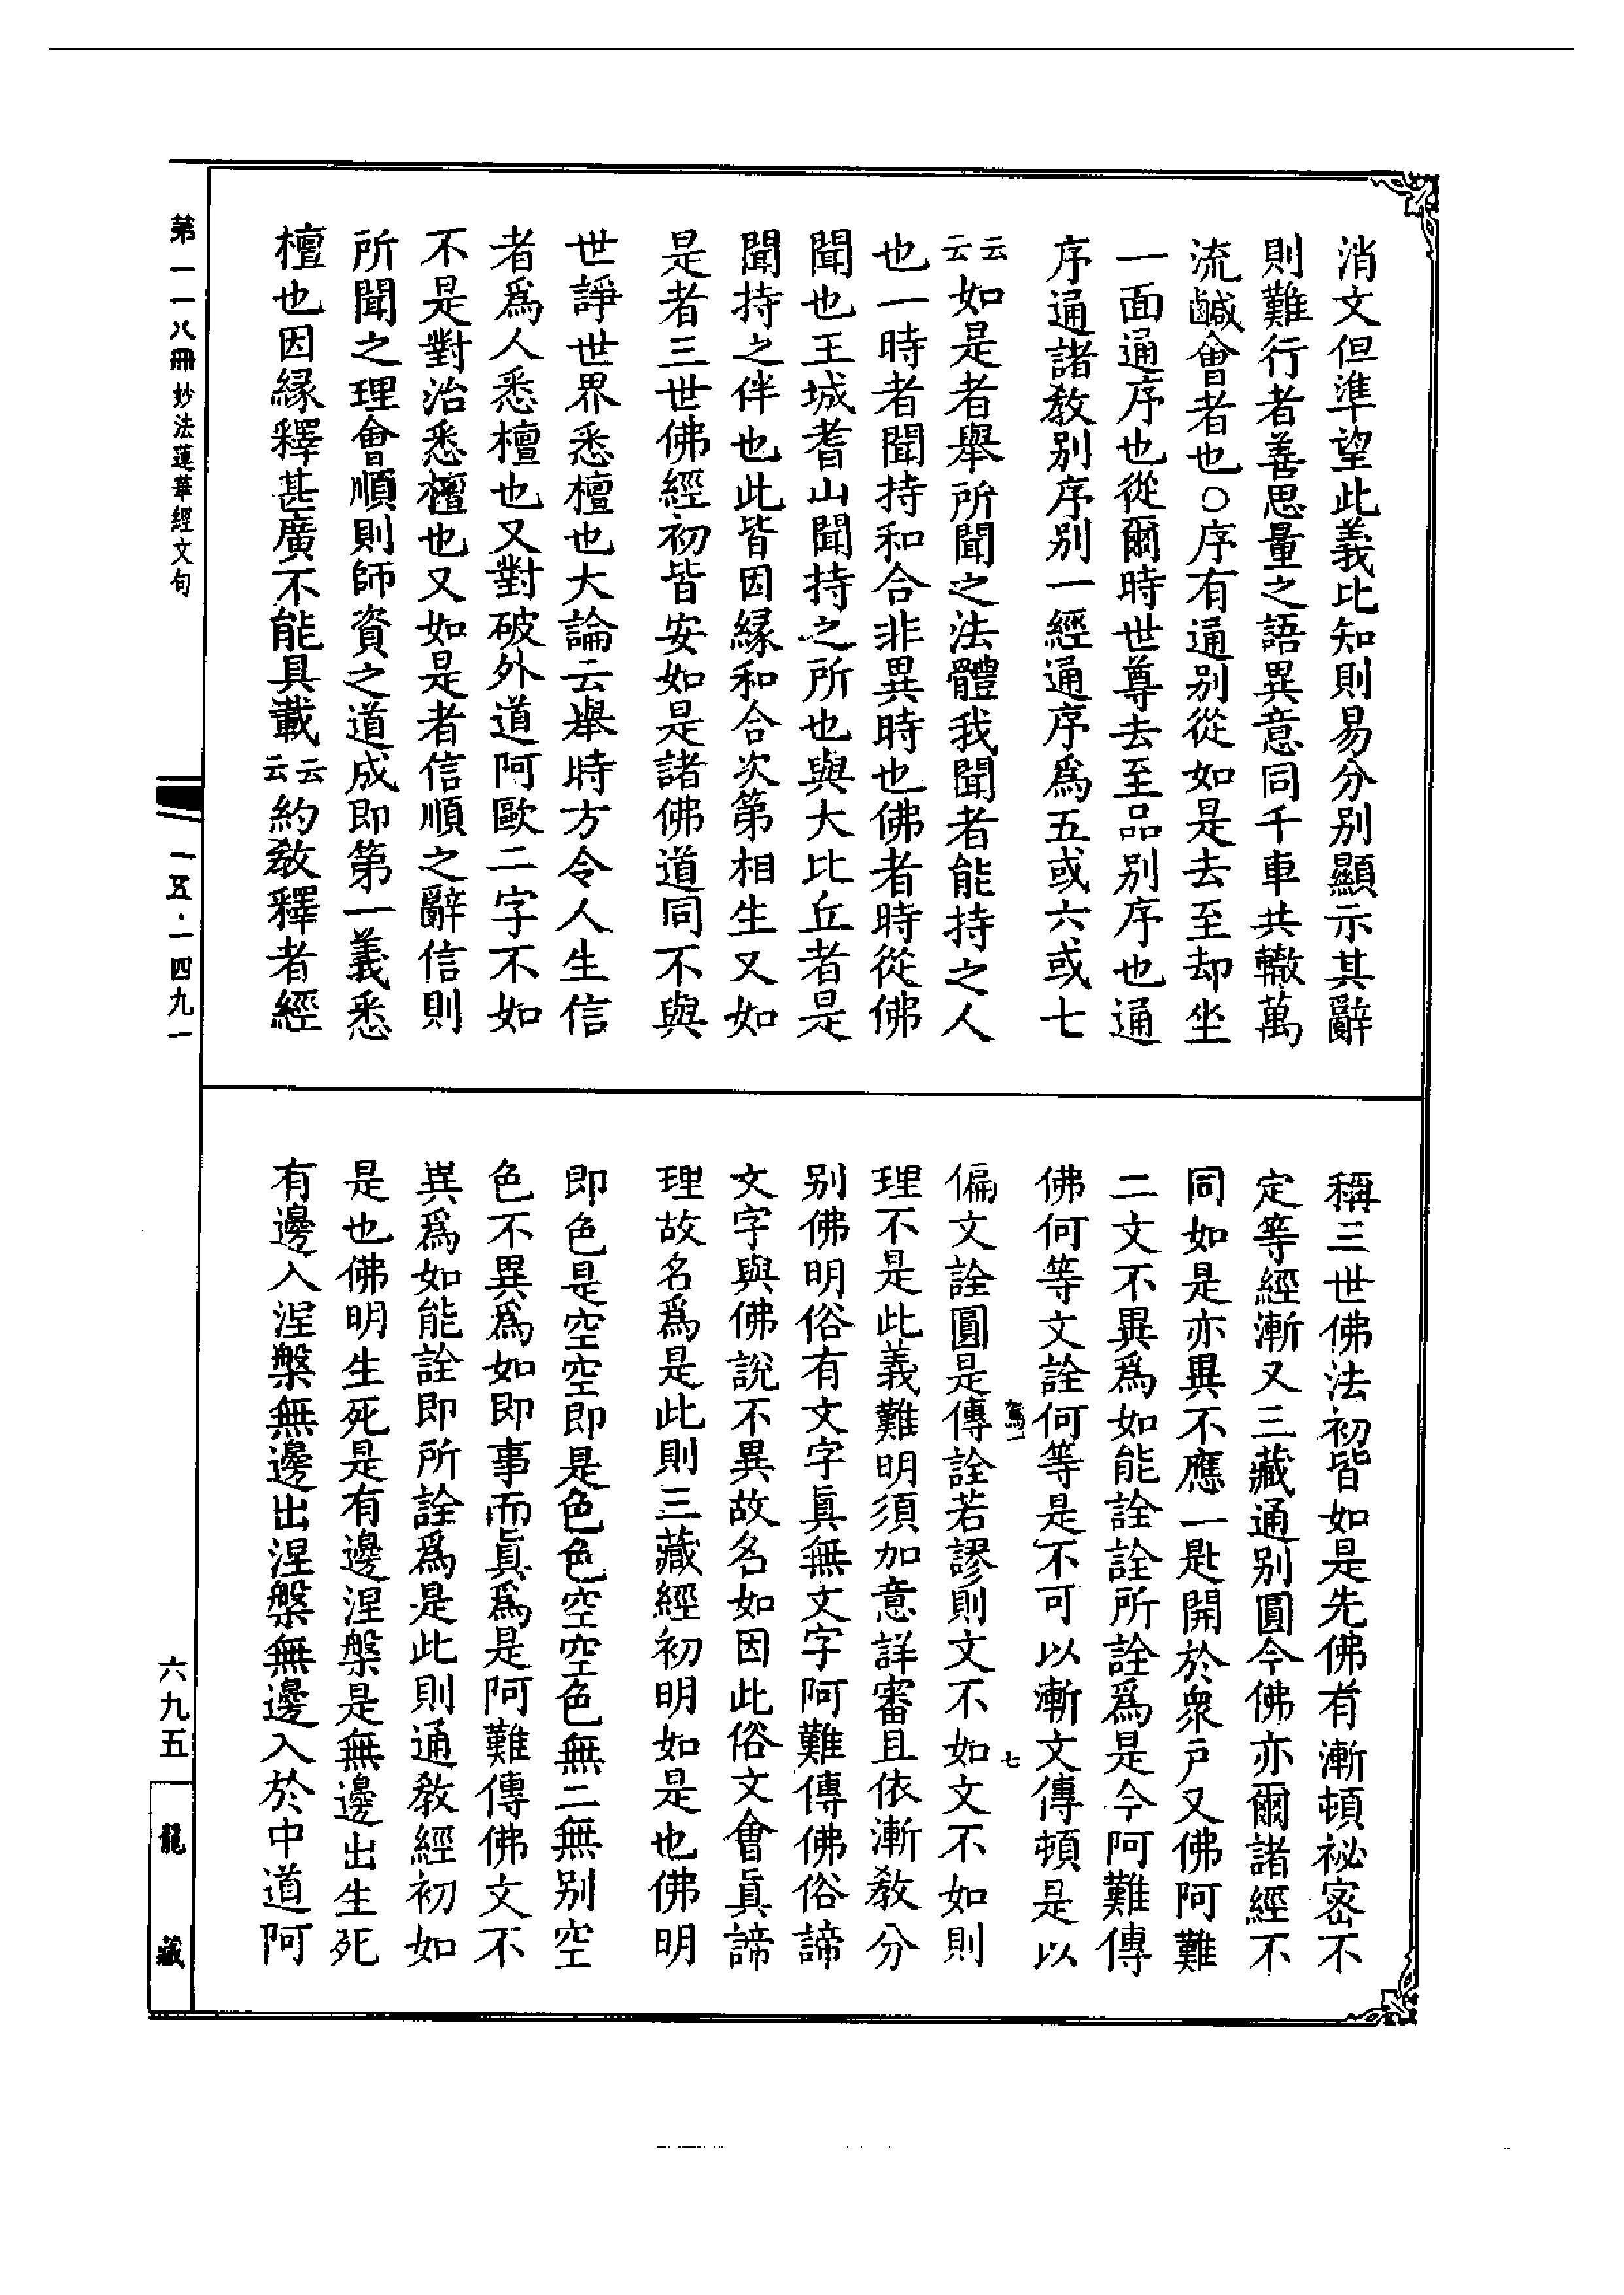 消文但準望此義比知則易分別顯示其辭
則難行者善思量之語異意同千車共轍萬
流鹹會者也○序有通別從如是去至却坐
一面通序也從爾時世尊去至品別序也通
序通諸教別序別一經通序爲五或六或七
云云如是者舉所聞之法體我聞者能持之人
也一時者聞持和合非異時也佛者時從佛
聞也王城耆山聞持之所也與大比丘者是
聞持之伴也此皆因緣和合次第相生又如
是者三世佛經初皆安如是諸佛道同不與
世諍世界悉檀也大論云舉時方令人生信
者爲人悉檀也又對破外道阿歐二字不如
不是對治悉檀也又如是者信順之辭信則
所聞之理會順則師資之道成即第一義悉
檀也因緣釋甚廣不能具載云云約教釋者經
稱三世佛法初皆如是先佛有漸頓祕密不
定等經漸又三藏通別圓今佛亦爾諸經不
同如是亦異不應一匙開於衆戶又佛阿難
二文不異爲如能詮詮所詮爲是今阿難傳
佛何等文詮何等是不可以漸文傳頓是以
偏文詮圓是傳詮若謬則文不如文不如則
理不是此義難明須加意詳審且依漸教分
別佛明俗有文字眞無文字阿難傳佛俗諦
文字與佛說不異故名如因此俗文會眞諦
理故名爲是此則三藏經初明如是也佛明
即色是空空即是色色空空色無二無別空
色不異爲如即事而眞爲是阿難傳佛文不
異爲如能詮即所詮爲是此則通教經初如
是也佛明生死是有邊涅槃是無邊出生死
有邊入涅槃無邊出涅槃無邊入於中道阿
駕一
七
第一一八冊 妙法蓮華經文句
一五·一四九一
六九五
龍藏